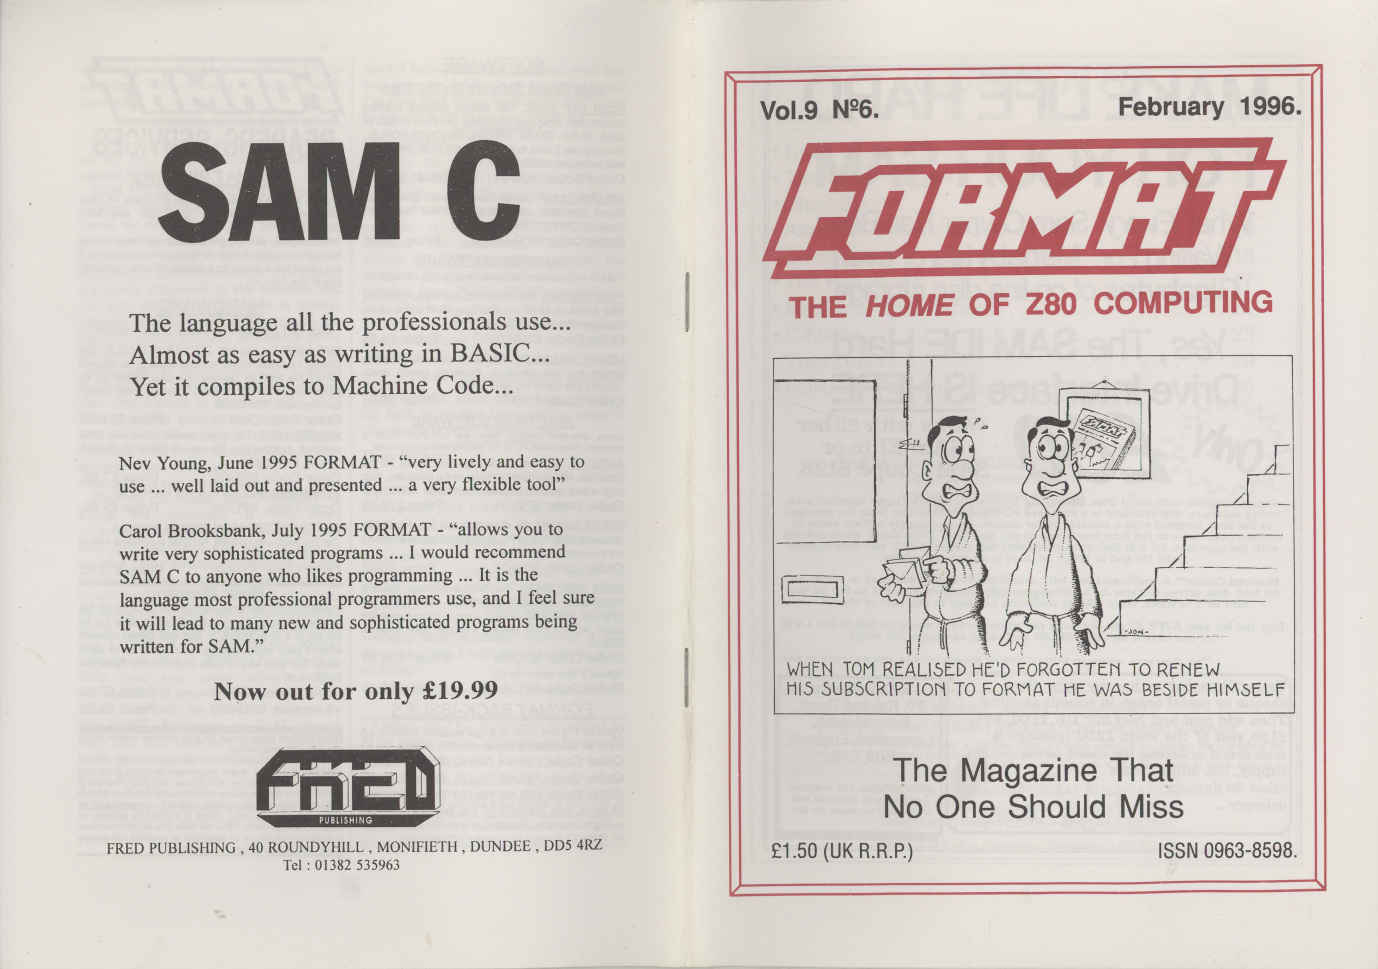 SAM C
The language all the professionals use...
Almost as easy as writing in BASIC...
Yet it compiles to Machine Code...
Nev Young, June 1995 FORMAT - “very lively and easy to
use ... well laid out and presented ... a very flexible tool”
Carol Brooksbank, July 1995 FORMAT - “allows you to
write very sophisticated programs ... I would recommend
SAM C to anyone who likes programming ... It is the
language most professional programmers use, and I feel sure
it will lead to many new and sophisticated programs being
written for SAM.”
Now out for only £19.99
FRED
PUBLISHING
FRED PUBLISHING , 40 ROUNDYHILL , MONIFIETH , DUNDEE , DD5 4RZ
Tel : 01382 535963
Vol.9 Nº6.
February 1996.
FORMAT
THE HOME OF Z80 COMPUTING
FORMAT
-JOM-
WHEN TOM REALISED HE'D FORGOTTEN TO RENEW
HIS SUBSCRIPTION TO FORMAT HE WAS BESIDE HIMSELF
The Magazine That
No One Should Miss
£1.50 (UK R.R.P.)
ISSN 0963-8598.